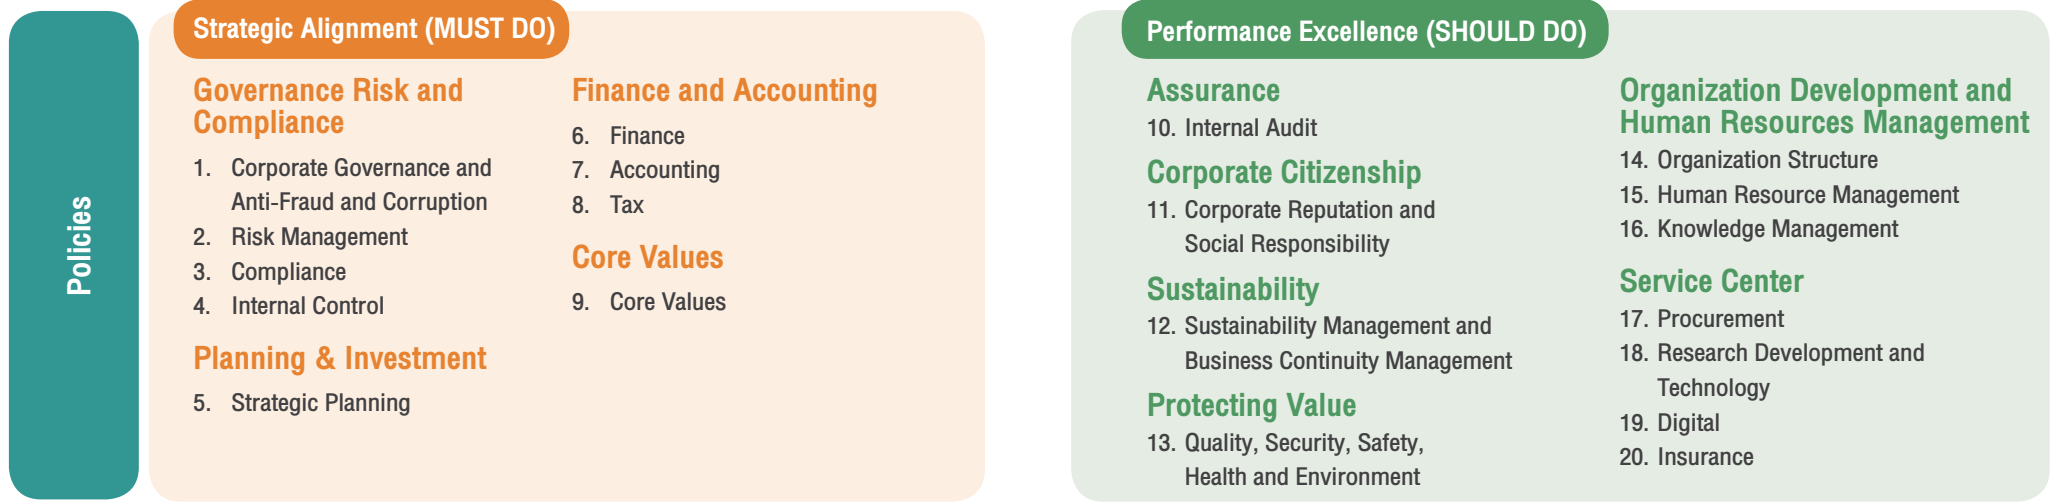 Policies
Strategic Alignment (MUST DO)
Governance Risk and
Compliance
1. Corporate Governance and
Anti-Fraud and Corruption
2. Risk Management
3. Compliance
4. Internal Control
Planning & Investment
5. Strategic Planning
Finance and Accounting
6. Finance
7. Accounting
8. Tax
Core Values
9. Core Values
Performance Excellence (SHOULD DO)
Assurance
10. Internal Audit
Corporate Citizenship
11. Corporate Reputation and
Social Responsibility
Sustainability
12. Sustainability Management and
Business Continuity Management
Protecting Value
13. Quality, Security, Safety,
Health and Environment
Organization Development and
Human Resources Management
14. Organization Structure
15. Human Resource Management
16. Knowledge Management
Service Center
17. Procurement
18. Research Development and
Technology
19. Digital
20. Insurance